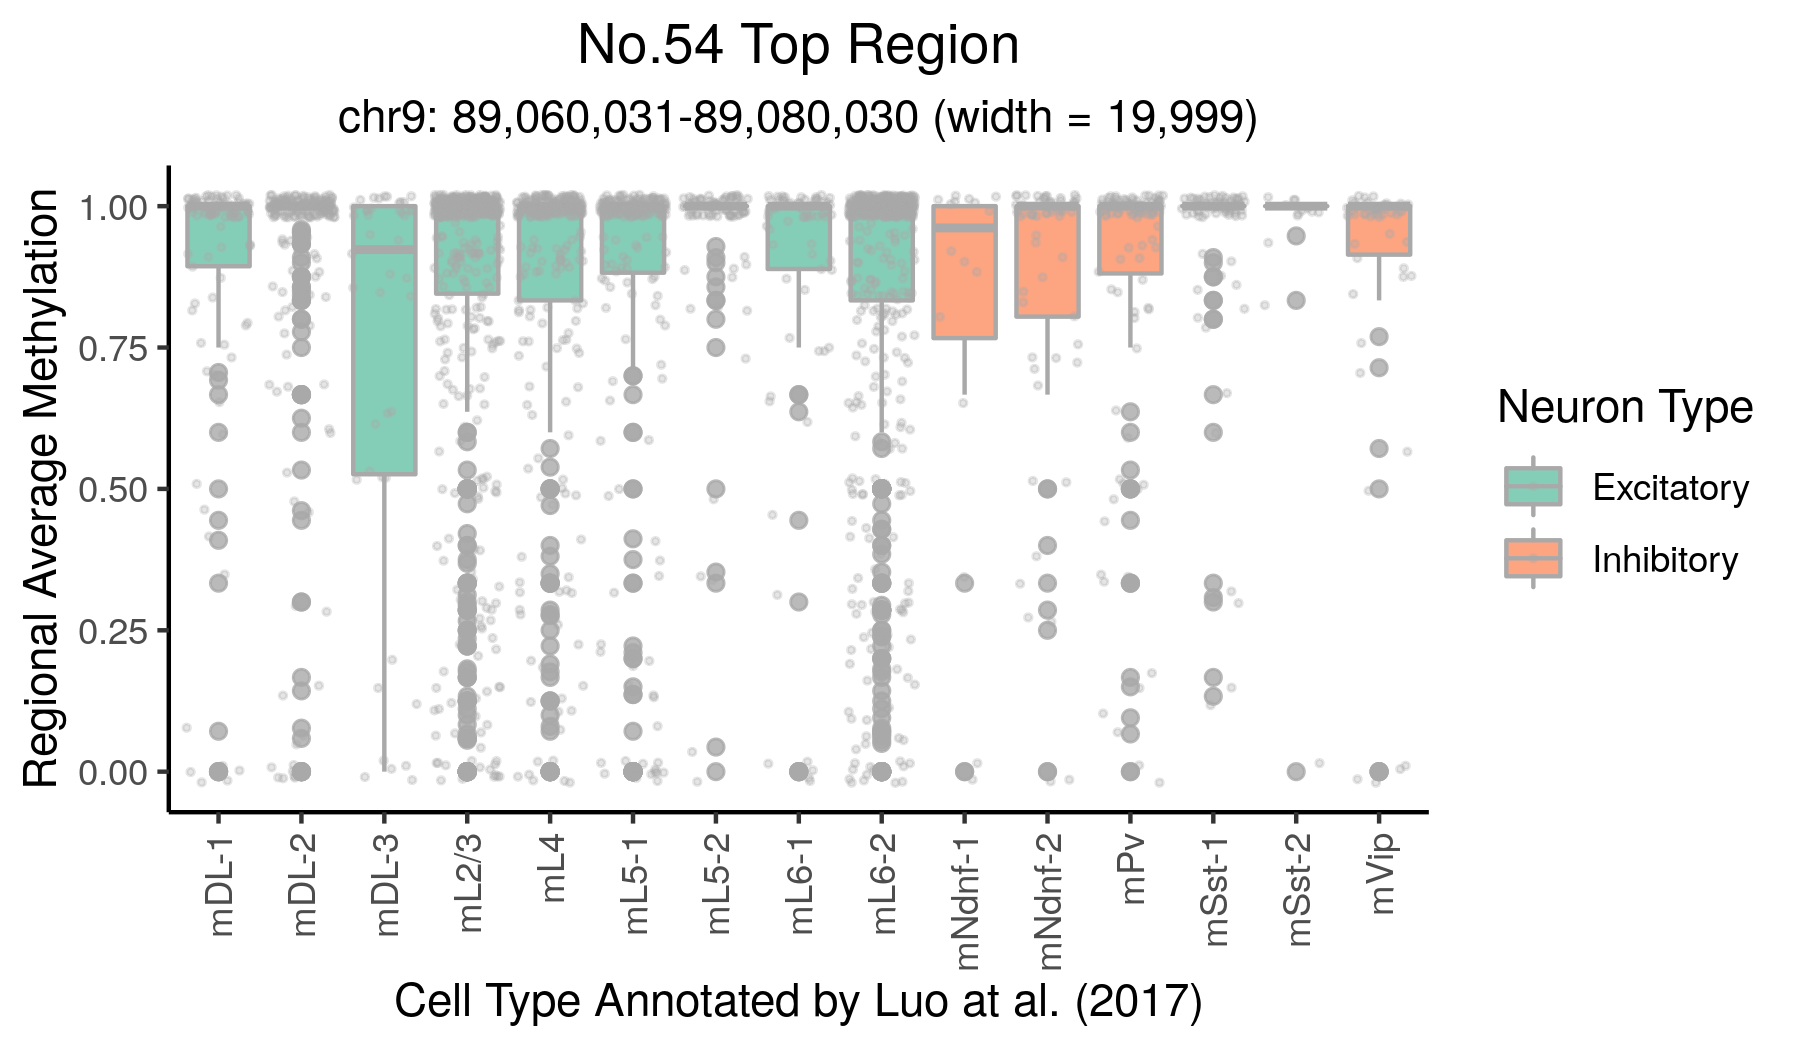 No.54 Top Region
chr9: 89,060,031-89,080,030 (width = 19,999)
Regional Average Methylation
1.00
0.75
0.50
0.25
0.00
mDL-1
mDL-2
mDL-3
mL2/3
mL4
mL5-1
mL5-2
mL6-1
mL6-2
mNdnf-1
mNdnf-2
mPv
mSst-1
mSst-2
mVip
Cell Type Annotated by Luo at al. (2017)
Neuron Type
Excitatory
Inhibitory